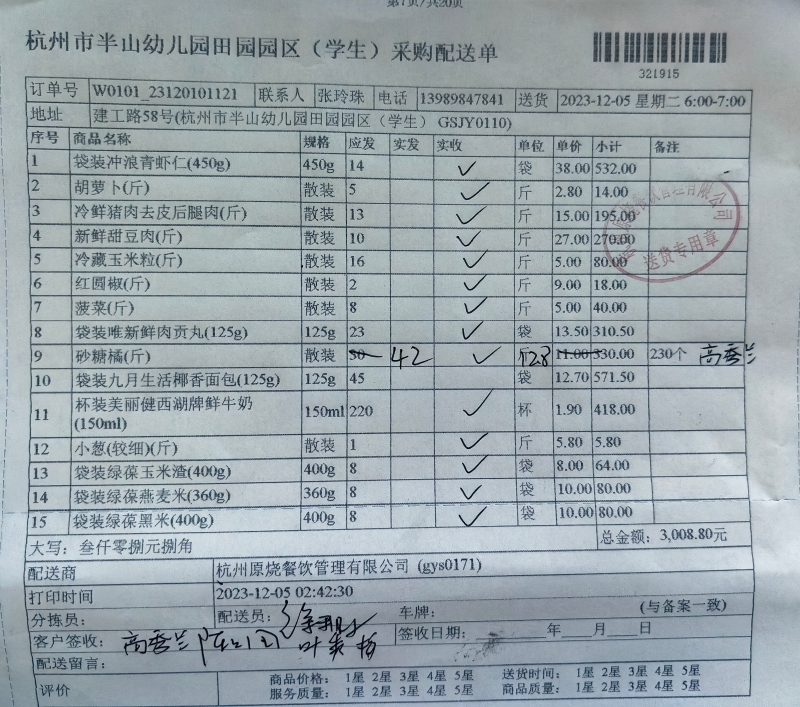 第1页/共20页
杭州市半山幼儿园田园园区（学生）采购配送单
321915
订单号 W0101_23120101121 联系人 张玲珠 电话 13989847841 送货 2023-12-05 星期二 6:00-7:00
地址 建工路58号(杭州市半山幼儿园田园园区（学生） GSJY0110)
序号 商品名称 规格 应发 实发 实收 单位 单价 小计 备注
1 袋装冲浪青虾仁(450g) 450g 14 ✓ 袋 38.00 532.00
2 胡萝卜(斤) 散装 5 ✓ 斤 2.80 14.00
3 冷鲜猪肉去皮后腿肉(斤) 散装 13 ✓ 斤 15.00 195.00
4 新鲜甜豆肉(斤) 散装 10 ✓ 斤 27.00 270.00
5 冷藏玉米粒(斤) 散装 16 ✓ 斤 5.00 80.00
6 红圆椒(斤) 散装 2 ✓ 斤 9.00 18.00
7 菠菜(斤) 散装 8 ✓ 斤 5.00 40.00
8 袋装唯新鲜肉贡丸(125g) 125g 23 ✓ 袋 13.50 310.50
9 砂糖橘(斤) 散装 30 42 ✓ 斤 11.00 330.00 230个 高秀兰
10 袋装九月生活椰香面包(125g) 125g 45 袋 12.70 571.50
11 杯装美丽健西湖牌鲜牛奶(150ml) 150ml 220 ✓ 杯 1.90 418.00
12 小葱(较细)(斤) 散装 1 ✓ 斤 5.80 5.80
13 袋装绿葆玉米渣(400g) 400g 8 ✓ 袋 8.00 64.00
14 袋装绿葆燕麦米(360g) 360g 8 ✓ 袋 10.00 80.00
15 袋装绿葆黑米(400g) 400g 8 ✓ 袋 10.00 80.00
大写：叁仟零捌元捌角 总金额：3,008.80元
配送商 杭州原烧餐饮管理有限公司 (gys0171)
打印时间 2023-12-05 02:42:30
分拣员： 配送员： 车牌： (与备案一致)
客户签收： 高秀兰 签收日期： 年 月 日
配送留言：
评价 商品价格： 1星 2星 3星 4星 5星 送货时间： 1星 2星 3星 4星 5星
服务质量： 1星 2星 3星 4星 5星 商品质量： 1星 2星 3星 4星 5星
送货专用章